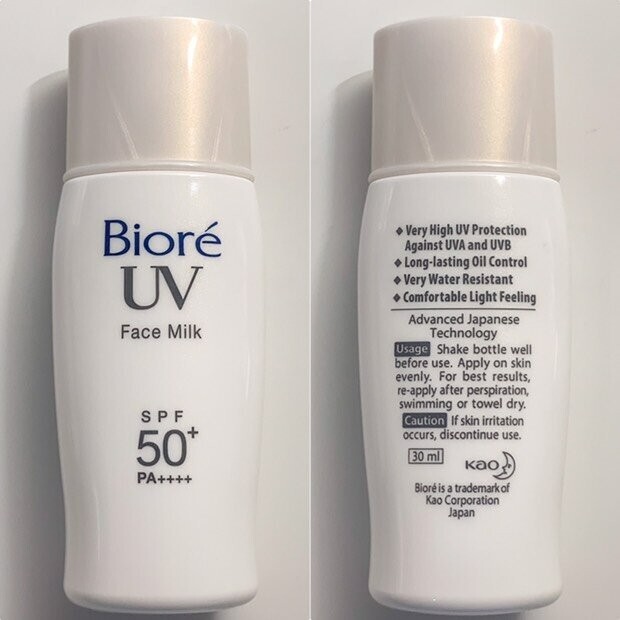 Bioré
UV
Face Milk
SPF
50+
PA++++
❖ Very High UV Protection
Against UVA and UVB
❖ Long-lasting Oil Control
❖ Very Water Resistant
❖ Comfortable Light Feeling
Advanced Japanese
Technology
Usage Shake bottle well
before use. Apply on skin
evenly. For best results,
re-apply after perspiration,
swimming or towel dry.
Caution If skin irritation
occurs, discontinue use.
30 ml Kao
Bioré is a trademark of
Kao Corporation
Japan